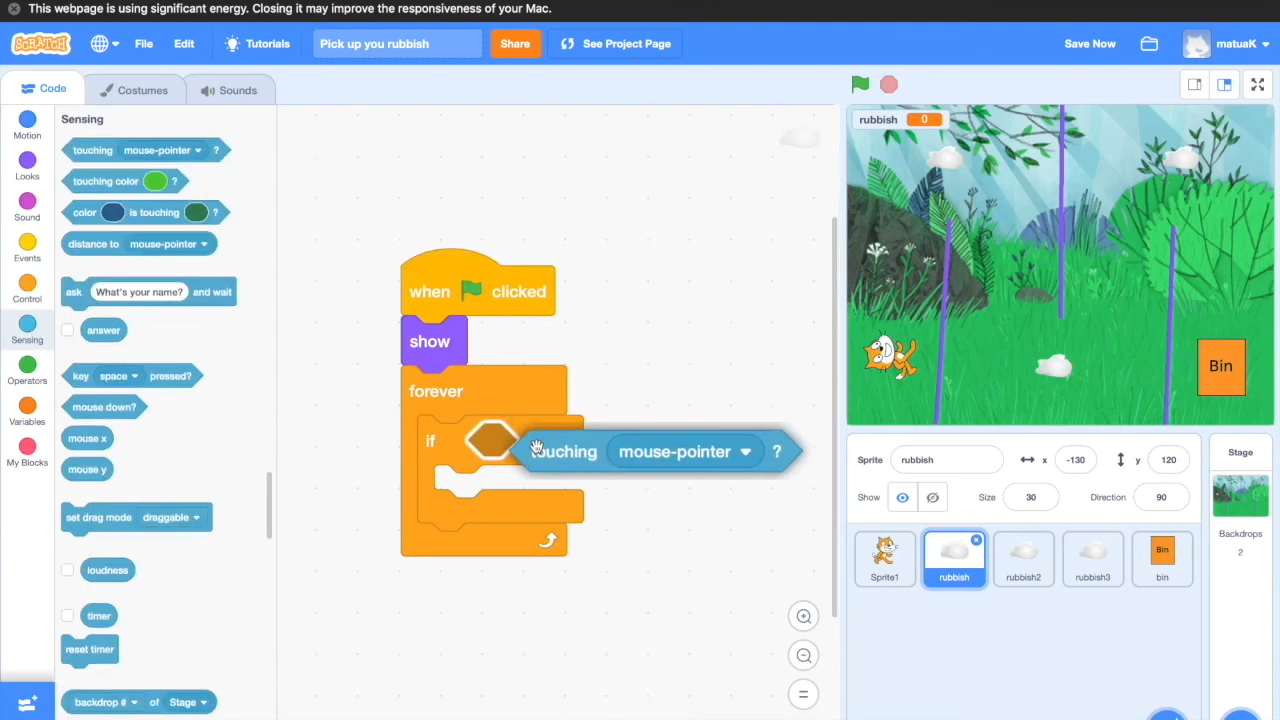 This webpage is using significant energy. Closing it may improve the responsiveness of your Mac.
SCRATCH
File
Edit
Tutorials
Pick up you rubbish
Share
See Project Page
Save Now
matuaK
Code
Costumes
Sounds
Motion
Looks
Sound
Events
Control
Sensing
Operators
Variables
My Blocks
Sensing
touching mouse-pointer ?
touching color ?
color is touching ?
distance to mouse-pointer
ask What's your name? and wait
answer
key space pressed?
mouse down?
mouse x
mouse y
set drag mode draggable
loudness
timer
reset timer
backdrop # of Stage
when clicked
show
forever
if
touching mouse-pointer ?
rubbish 0
Bin
Sprite rubbish x -130 y 120
Show Size 30 Direction 90
Sprite1
rubbish
rubbish2
rubbish3
Bin
bin
Stage
Backdrops
2